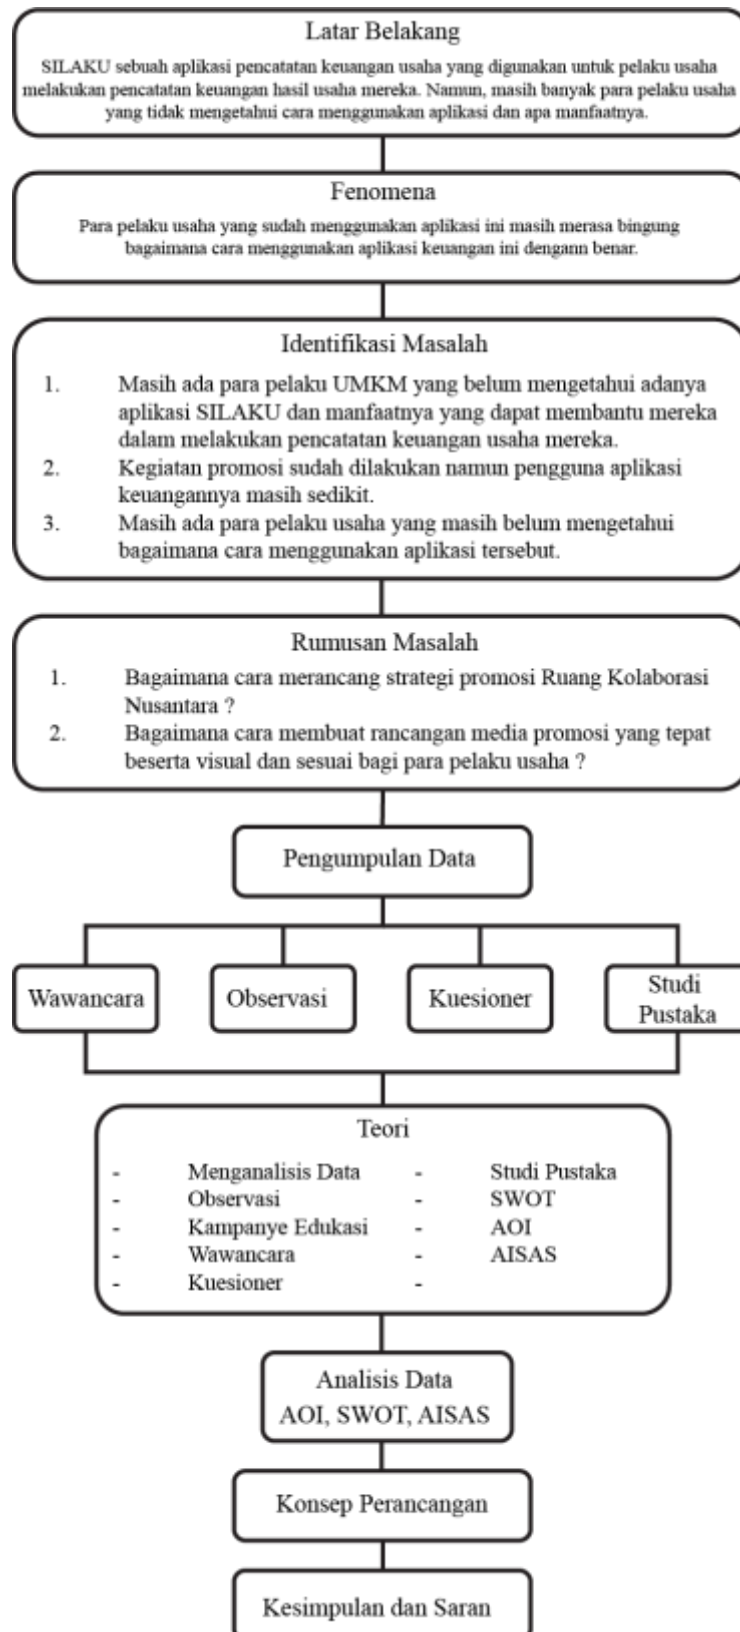 Latar Belakang
SILAKU sebuah aplikasi pencatatan keuangan usaha yang digunakan untuk pelaku usaha
melakukan pencatatan keuangan hasil usaha mereka. Namun, masih banyak para pelaku usaha
yang tidak mengetahui cara menggunakan aplikasi dan apa manfaatnya.
Fenomena
Para pelaku usaha yang sudah menggunakan aplikasi ini masih merasa bingung
bagaimana cara menggunakan aplikasi keuangan ini dengann benar.
Identifikasi Masalah
1. Masih ada para pelaku UMKM yang belum mengetahui adanya
aplikasi SILAKU dan manfaatnya yang dapat membantu mereka
dalam melakukan pencatatan keuangan usaha mereka.
2. Kegiatan promosi sudah dilakukan namun pengguna aplikasi
keuangannya masih sedikit.
3. Masih ada para pelaku usaha yang masih belum mengetahui
bagaimana cara menggunakan aplikasi tersebut.
Rumusan Masalah
1. Bagaimana cara merancang strategi promosi Ruang Kolaborasi
Nusantara ?
2. Bagaimana cara membuat rancangan media promosi yang tepat
beserta visual dan sesuai bagi para pelaku usaha ?
Pengumpulan Data
Wawancara
Observasi
Kuesioner
Studi
Pustaka
Teori
- Menganalisis Data
- Observasi
- Kampanye Edukasi
- Wawancara
- Kuesioner
- Studi Pustaka
- SWOT
- AOI
- AISAS
-
Analisis Data
AOI, SWOT, AISAS
Konsep Perancangan
Kesimpulan dan Saran